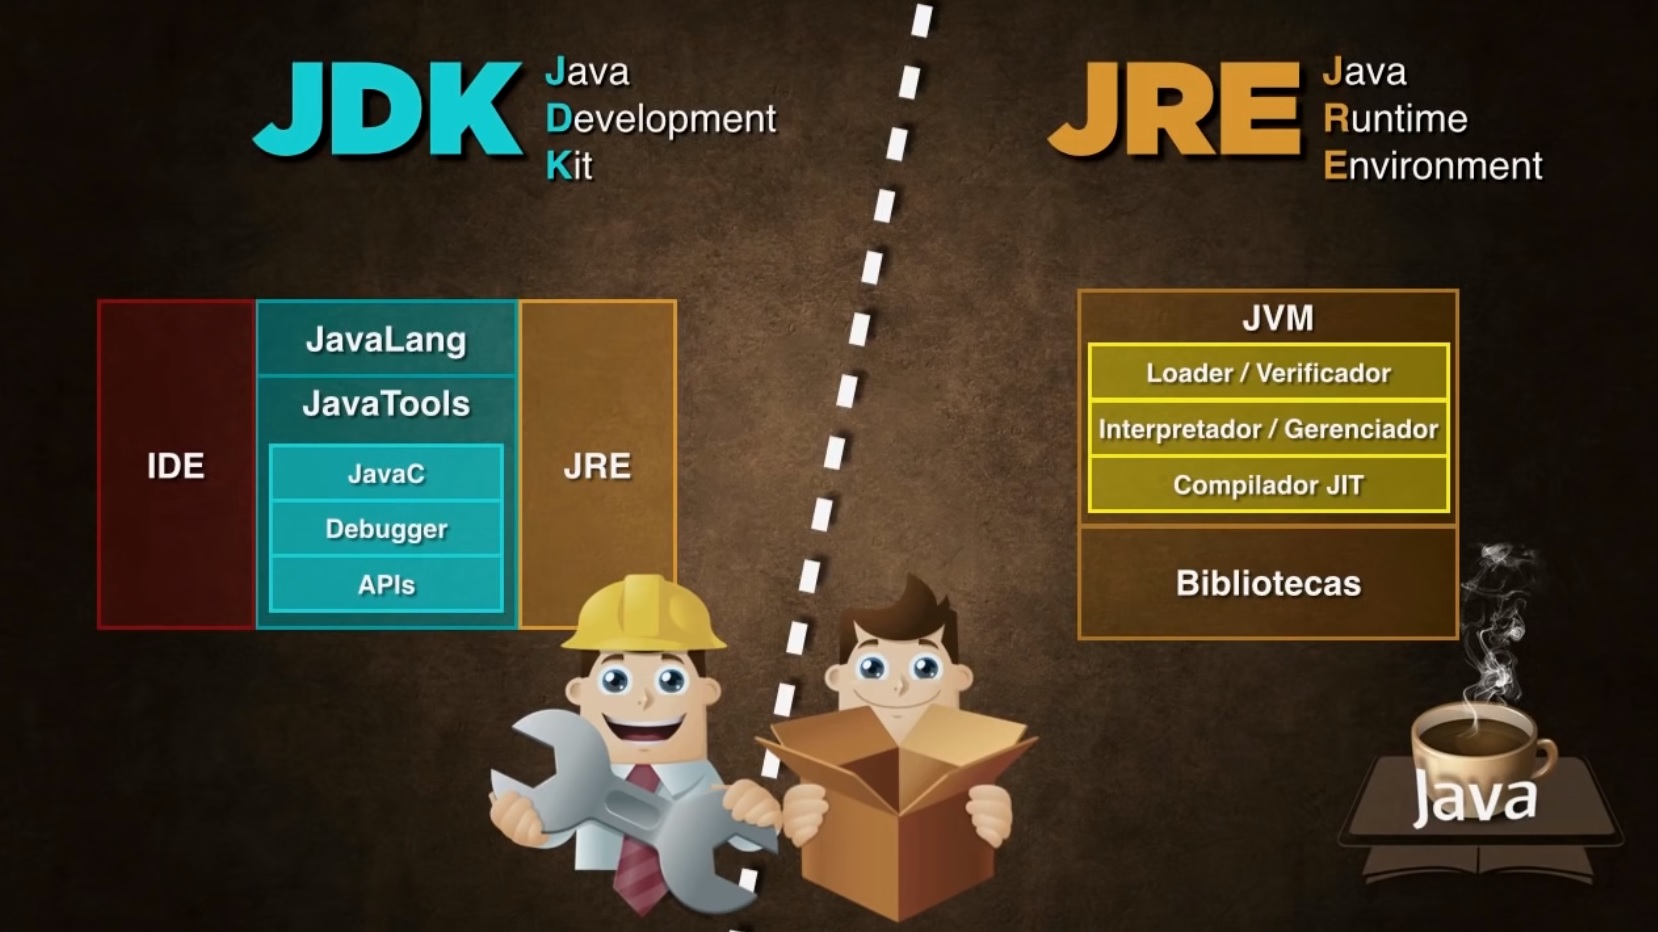 JDK
Java
Development
Kit
JRE
Java
Runtime
Environment
IDE
JavaLang
JavaTools
JavaC
Debugger
APIs
JRE
JVM
Loader / Verificador
Interpretador / Gerenciador
Compilador JIT
Bibliotecas
Java